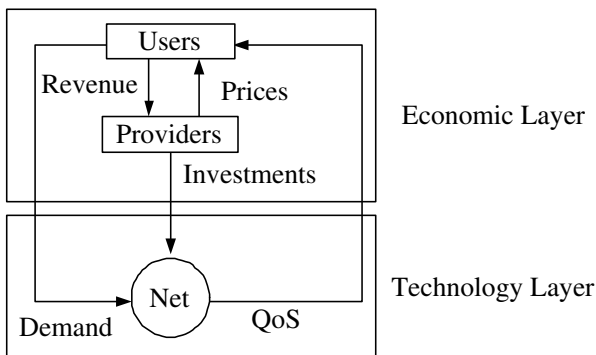 Users
Revenue
Prices
Providers
Economic Layer
Investments
Net
Technology Layer
Demand
QoS